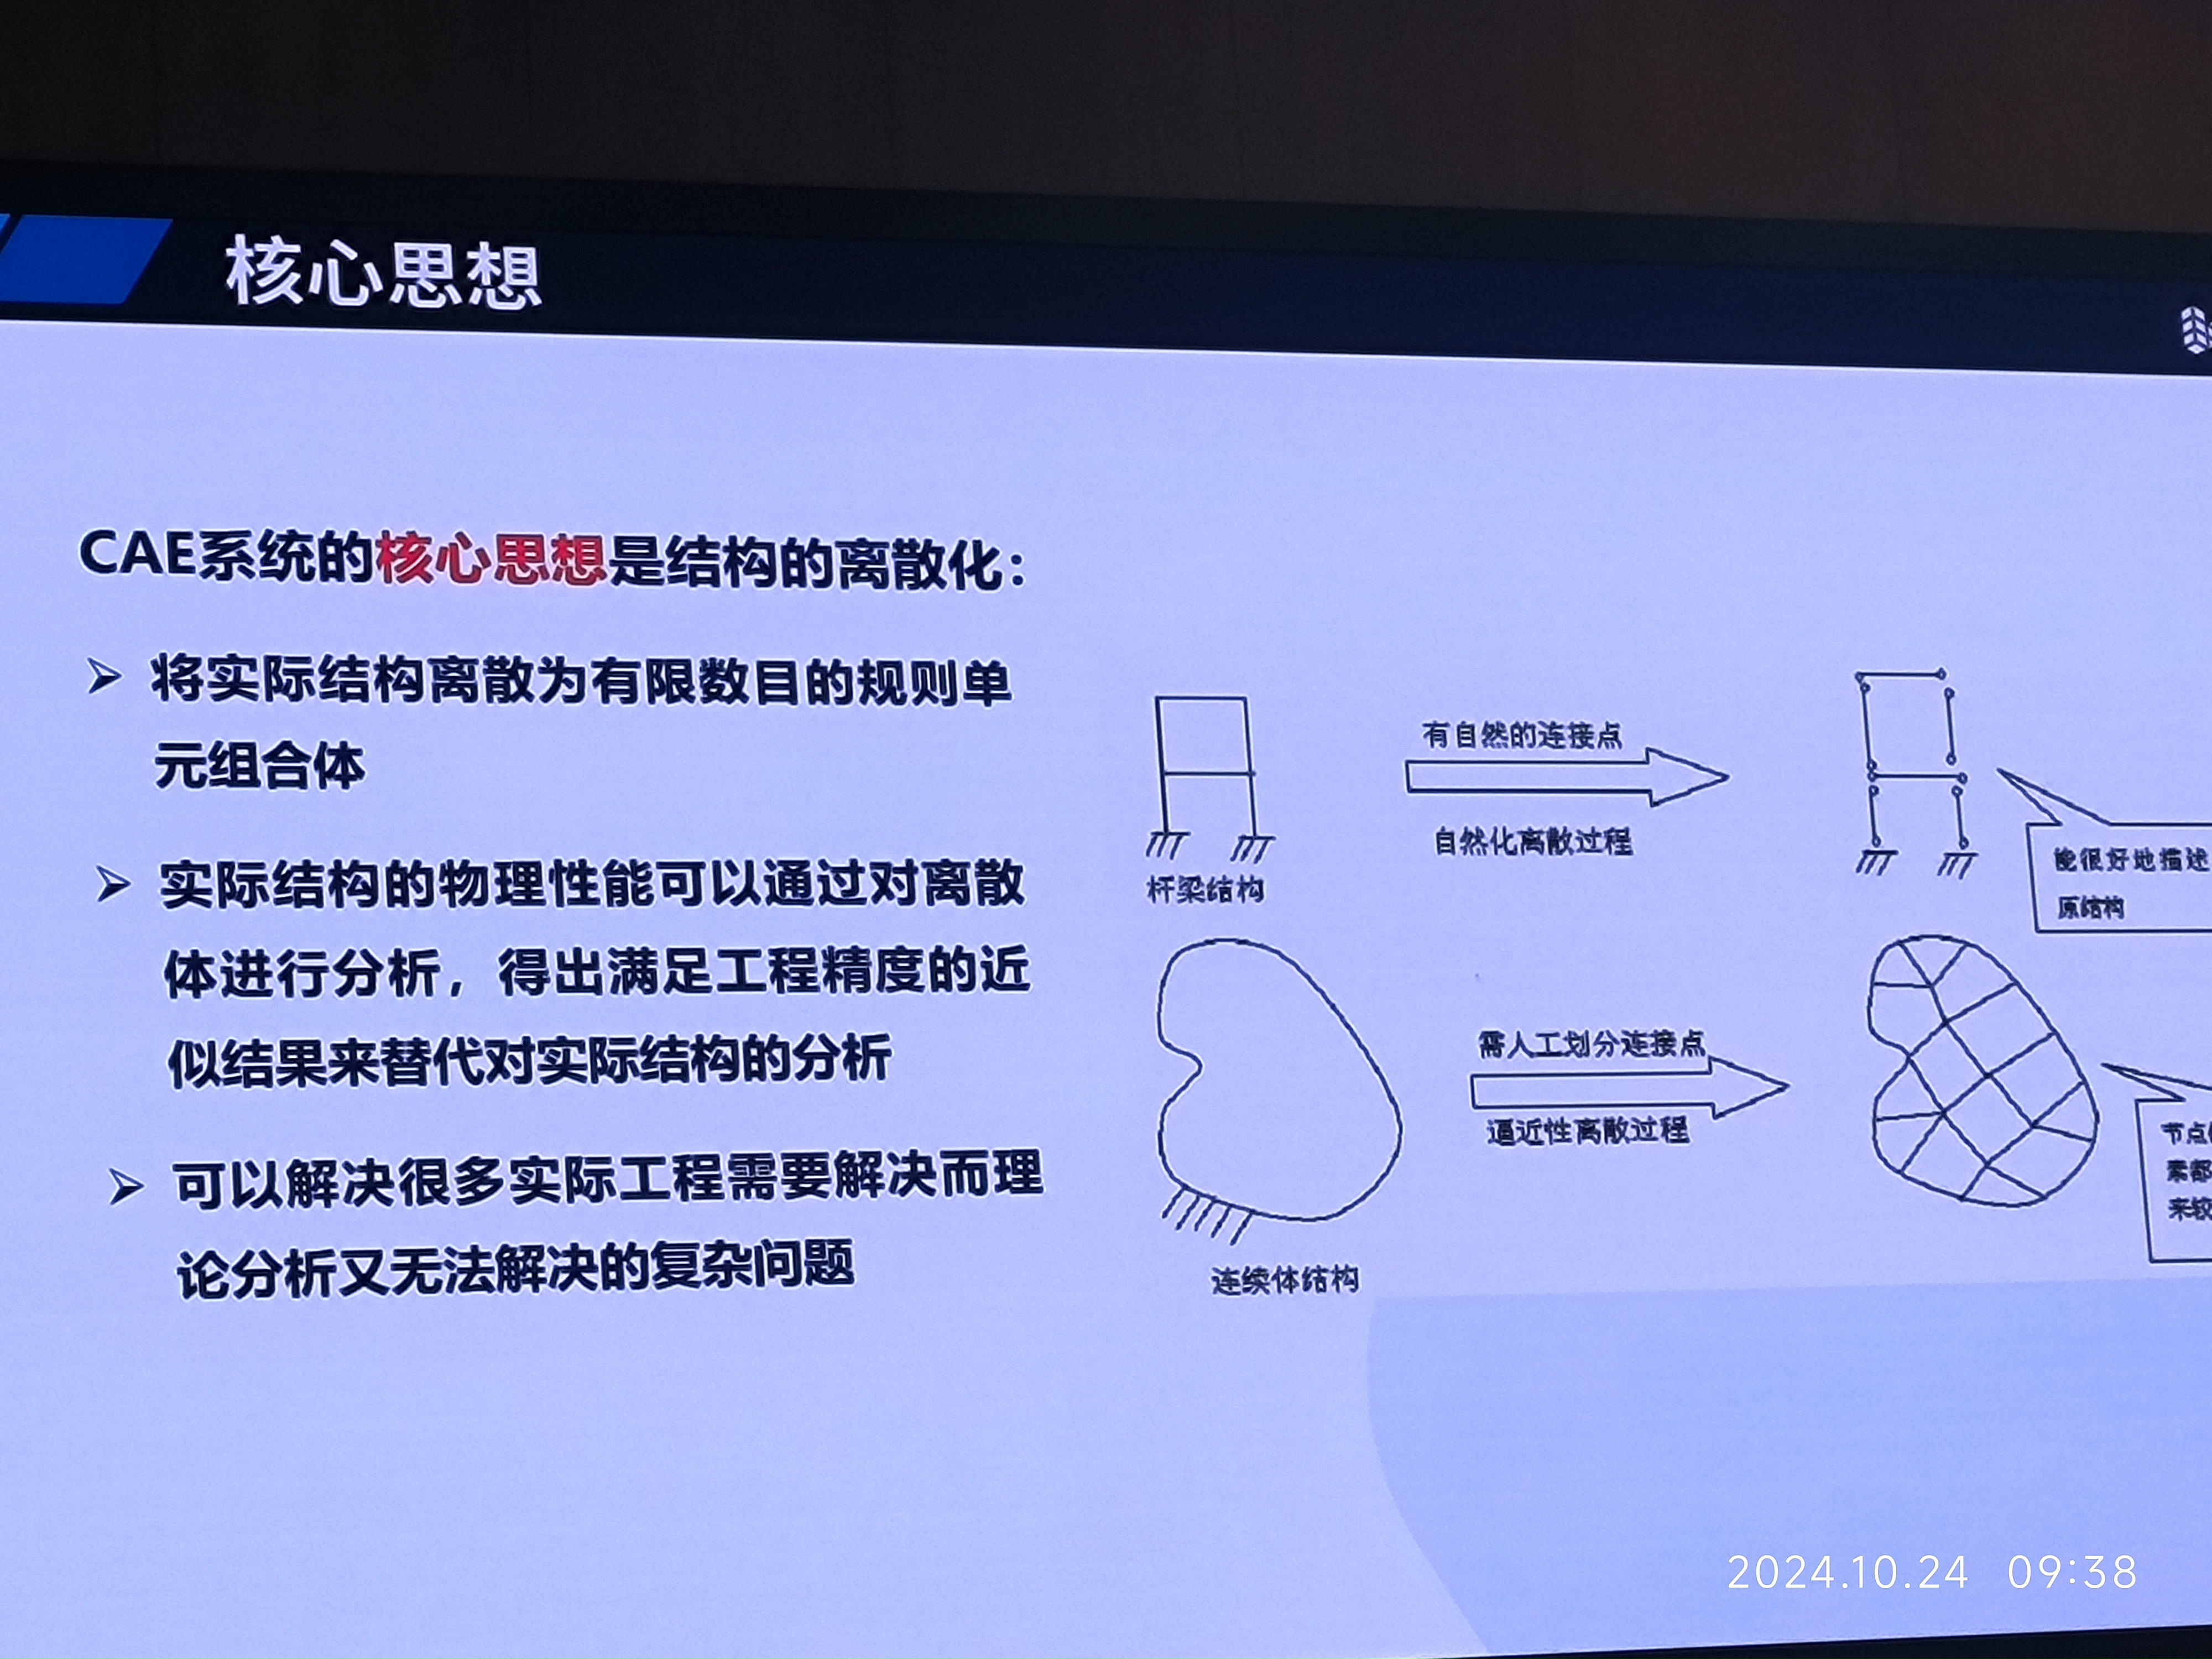 核心思想
CAE系统的核心思想是结构的离散化：
➢ 将实际结构离散为有限数目的规则单
元组合体
➢ 实际结构的物理性能可以通过对离散
体进行分析，得出满足工程精度的近
似结果来替代对实际结构的分析
➢ 可以解决很多实际工程需要解决而理
论分析又无法解决的复杂问题
有自然的连接点
自然化离散过程
杆梁结构
能很好地描述
原结构
需人工划分连接点
逼近性离散过程
连续体结构
节点
素都
来较
2024.10.24 09:38